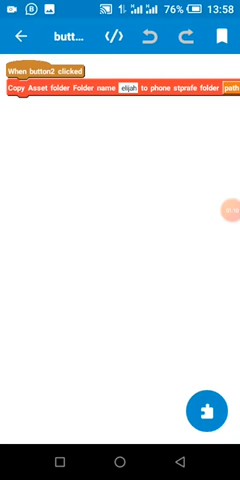 76% 13:58
butt...
When button2 clicked
Copy Asset folder Folder name elijah to phone stprafe folder path